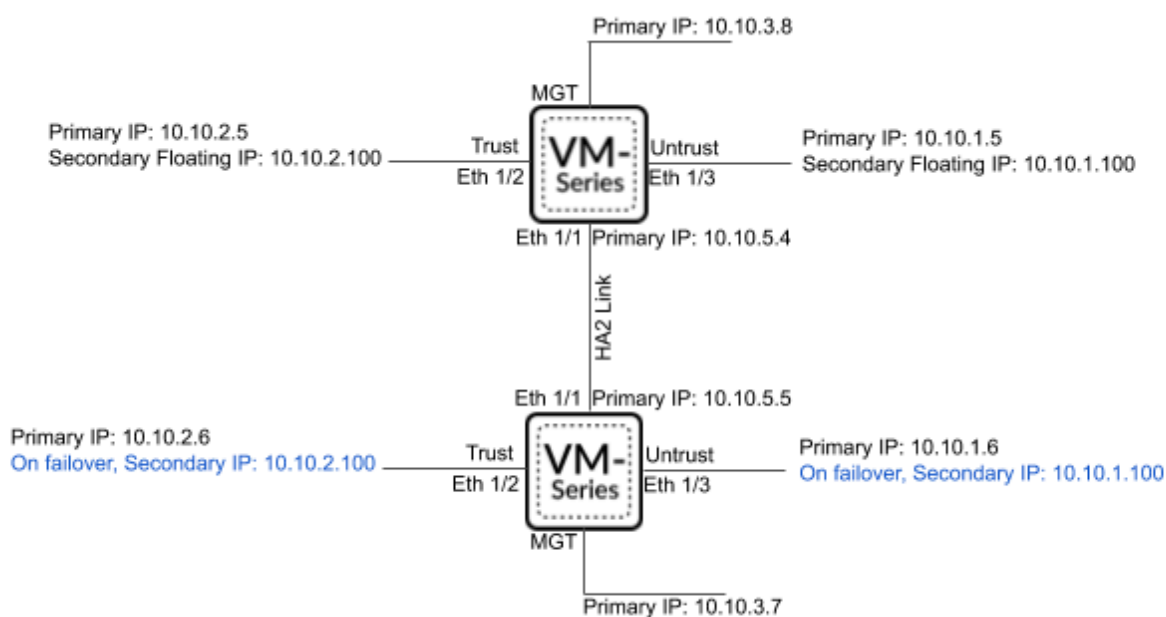 Primary IP: 10.10.3.8
MGT
Primary IP: 10.10.2.5
Secondary Floating IP: 10.10.2.100
Trust
Eth 1/2
VM-
Series
Untrust
Eth 1/3
Primary IP: 10.10.1.5
Secondary Floating IP: 10.10.1.100
Eth 1/1
Primary IP: 10.10.5.4
HA2 Link
Eth 1/1
Primary IP: 10.10.5.5
Primary IP: 10.10.2.6
On failover, Secondary IP: 10.10.2.100
Trust
Eth 1/2
VM-
Series
Untrust
Eth 1/3
Primary IP: 10.10.1.6
On failover, Secondary IP: 10.10.1.100
MGT
Primary IP: 10.10.3.7